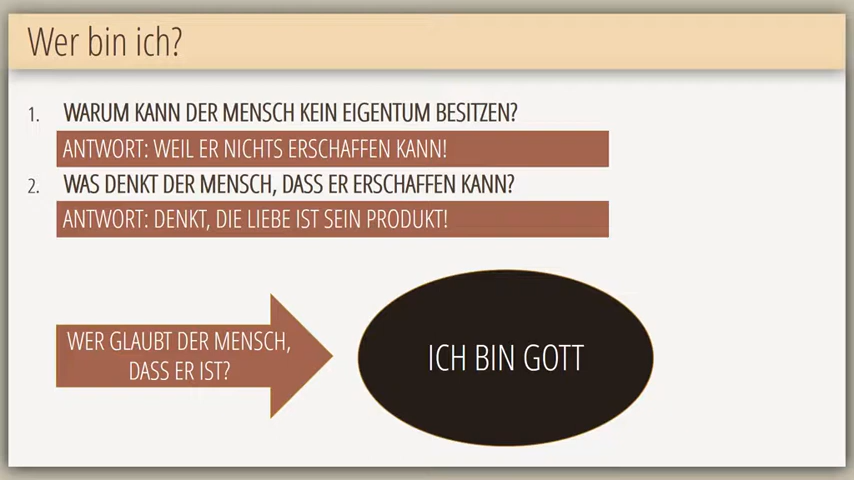 Wer bin ich?
1. WARUM KANN DER MENSCH KEIN EIGENTUM BESITZEN?
ANTWORT: WEIL ER NICHTS ERSCHAFFEN KANN!
2. WAS DENKT DER MENSCH, DASS ER ERSCHAFFEN KANN?
ANTWORT: DENKT, DIE LIEBE IST SEIN PRODUKT!
WER GLAUBT DER MENSCH,
DASS ER IST?
ICH BIN GOTT